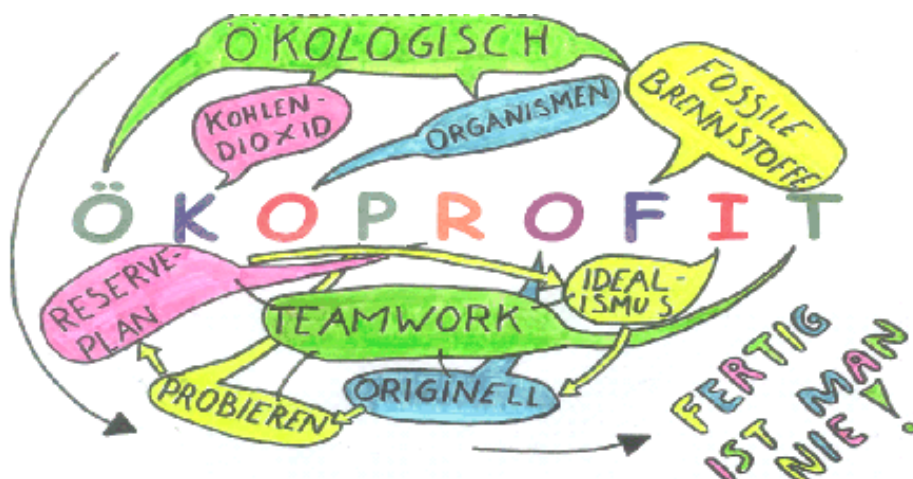 ÖKOLOGISCH
KOHLEN-
DIOXID
ORGANISMEN
FOSSILE
BRENNSTOFFE
ÖKOPROFIT
RESERVE-
PLAN
IDEAL-
ISMUS
TEAMWORK
PROBIEREN
ORIGINELL
FERTIG
IST MAN
NIE!